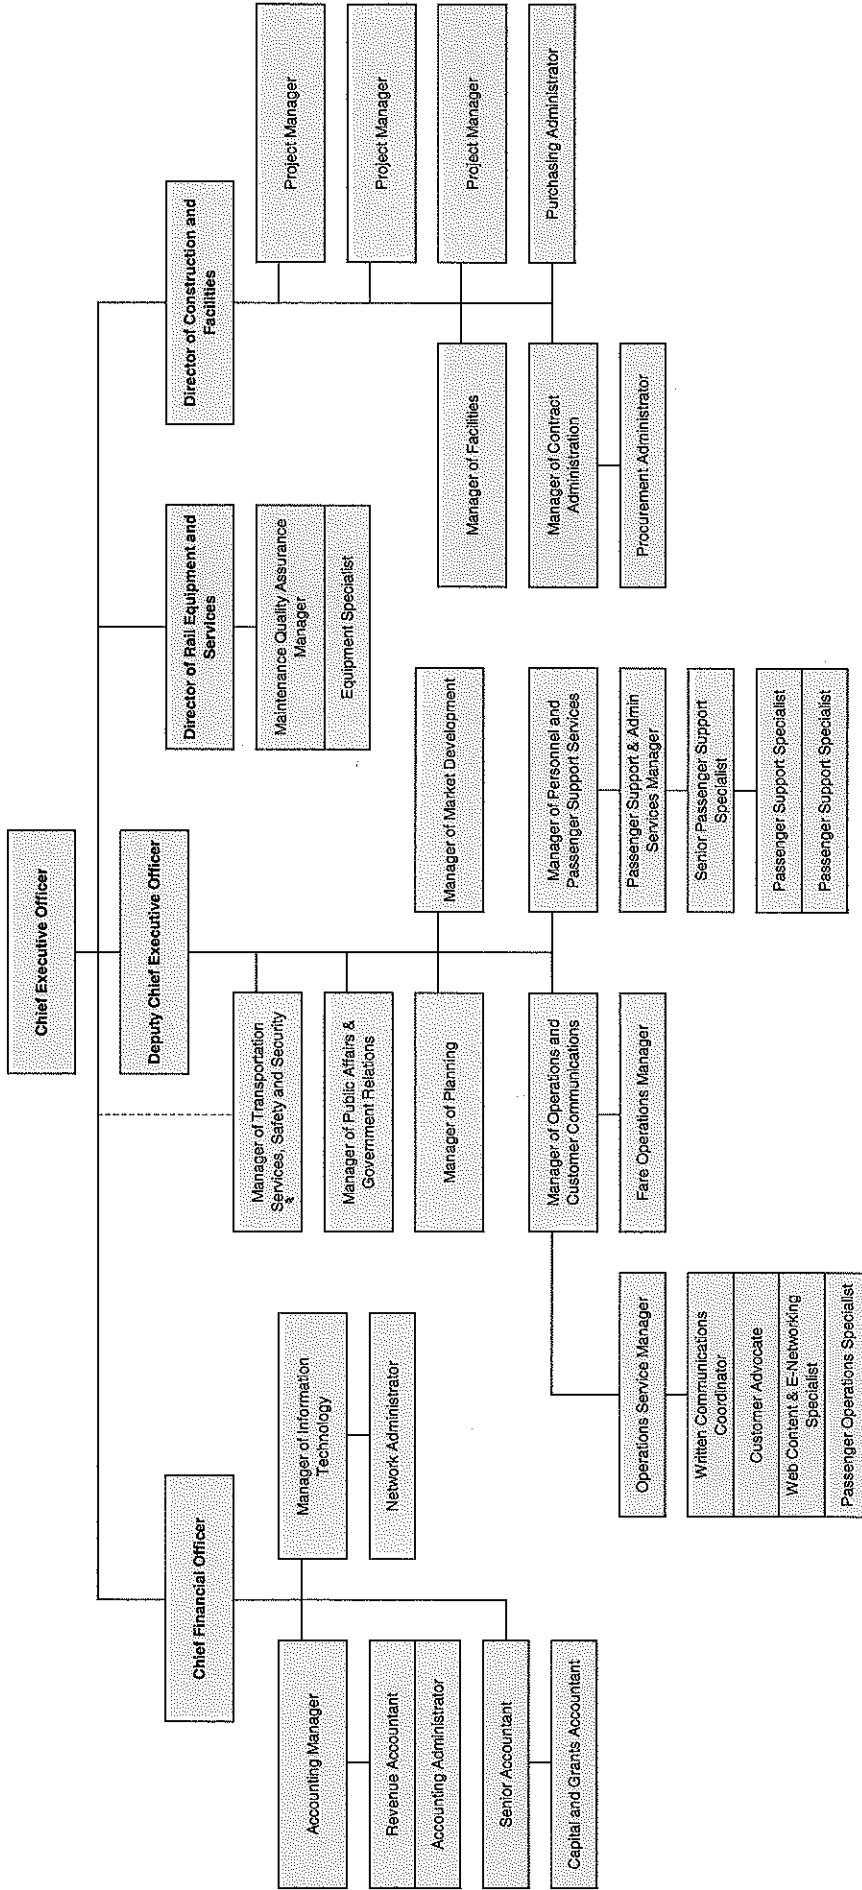 Chief Executive Officer
Deputy Chief Executive Officer
Chief Financial Officer
Director of Rail Equipment and
Services
Director of Construction and
Facilities
Accounting Manager
Revenue Accountant
Accounting Administrator
Senior Accountant
Capital and Grants Accountant
Manager of Information
Technology
Network Administrator
Manager of Transportation
Services, Safety and Security
Manager of Public Affairs &
Government Relations
Manager of Planning
Manager of Market Development
Manager of Operations and
Customer Communications
Fare Operations Manager
Operations Service Manager
Written Communications
Coordinator
Customer Advocate
Web Content & E-Networking
Specialist
Passenger Operations Specialist
Manager of Personnel and
Passenger Support Services
Passenger Support & Admin
Services Manager
Senior Passenger Support
Specialist
Passenger Support Specialist
Passenger Support Specialist
Maintenance Quality Assurance
Manager
Equipment Specialist
Project Manager
Project Manager
Project Manager
Manager of Facilities
Purchasing Administrator
Manager of Contract
Administration
Procurement Administrator